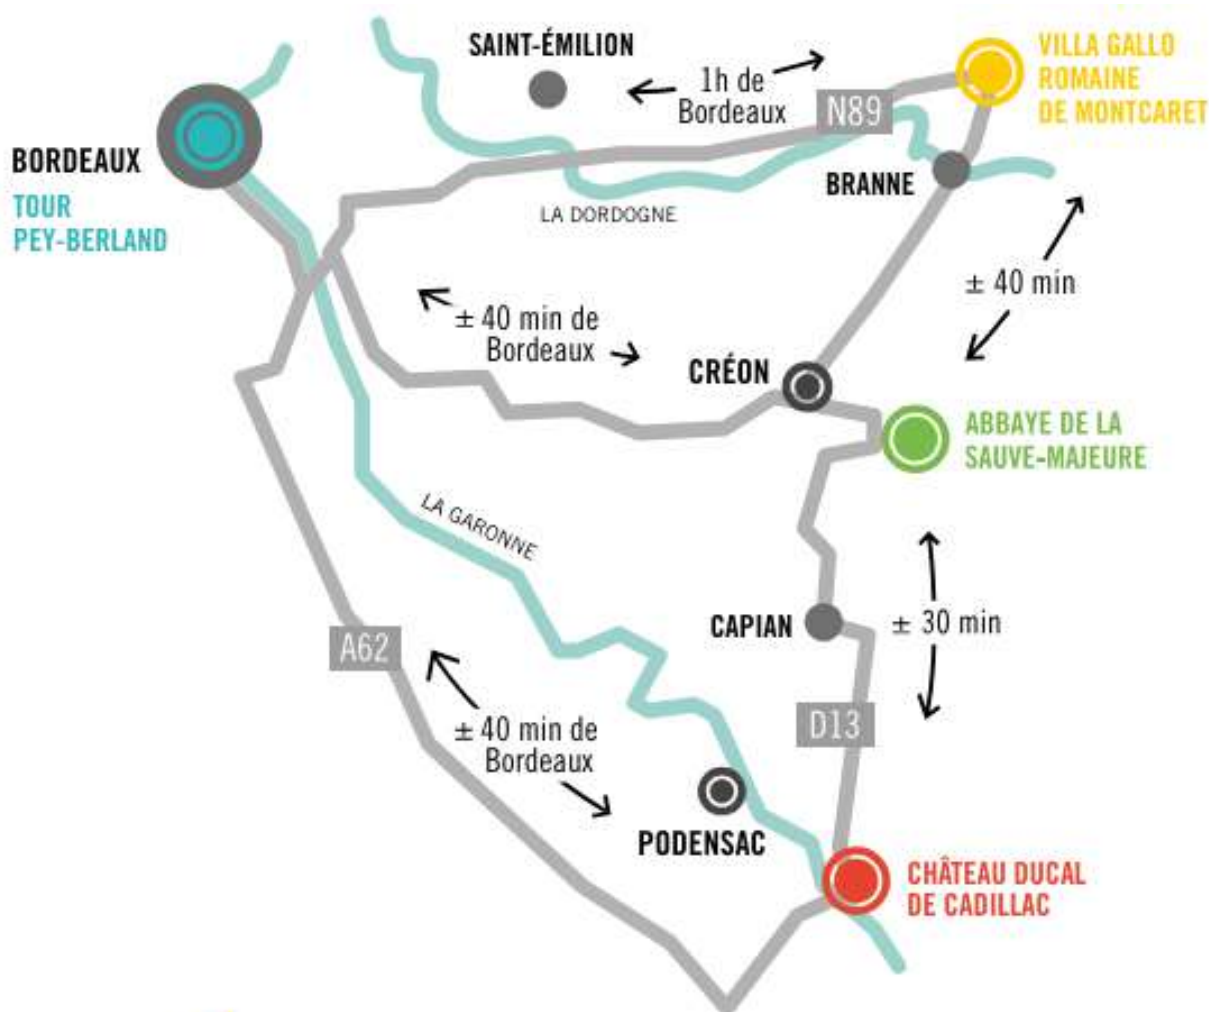 SAINT-ÉMILION
1h de
Bordeaux
N89
VILLA GALLO
ROMAINE
DE MONTCARET
BORDEAUX
TOUR
PEY-BERLAND
BRANNE
LA DORDOGNE
± 40 min
± 40 min de
Bordeaux
CRÉON
ABBAYE DE LA
SAUVE-MAJEURE
LA GARONNE
CAPIAN
± 30 min
A62
D13
± 40 min de
Bordeaux
PODENSAC
CHÂTEAU DUCAL
DE CADILLAC